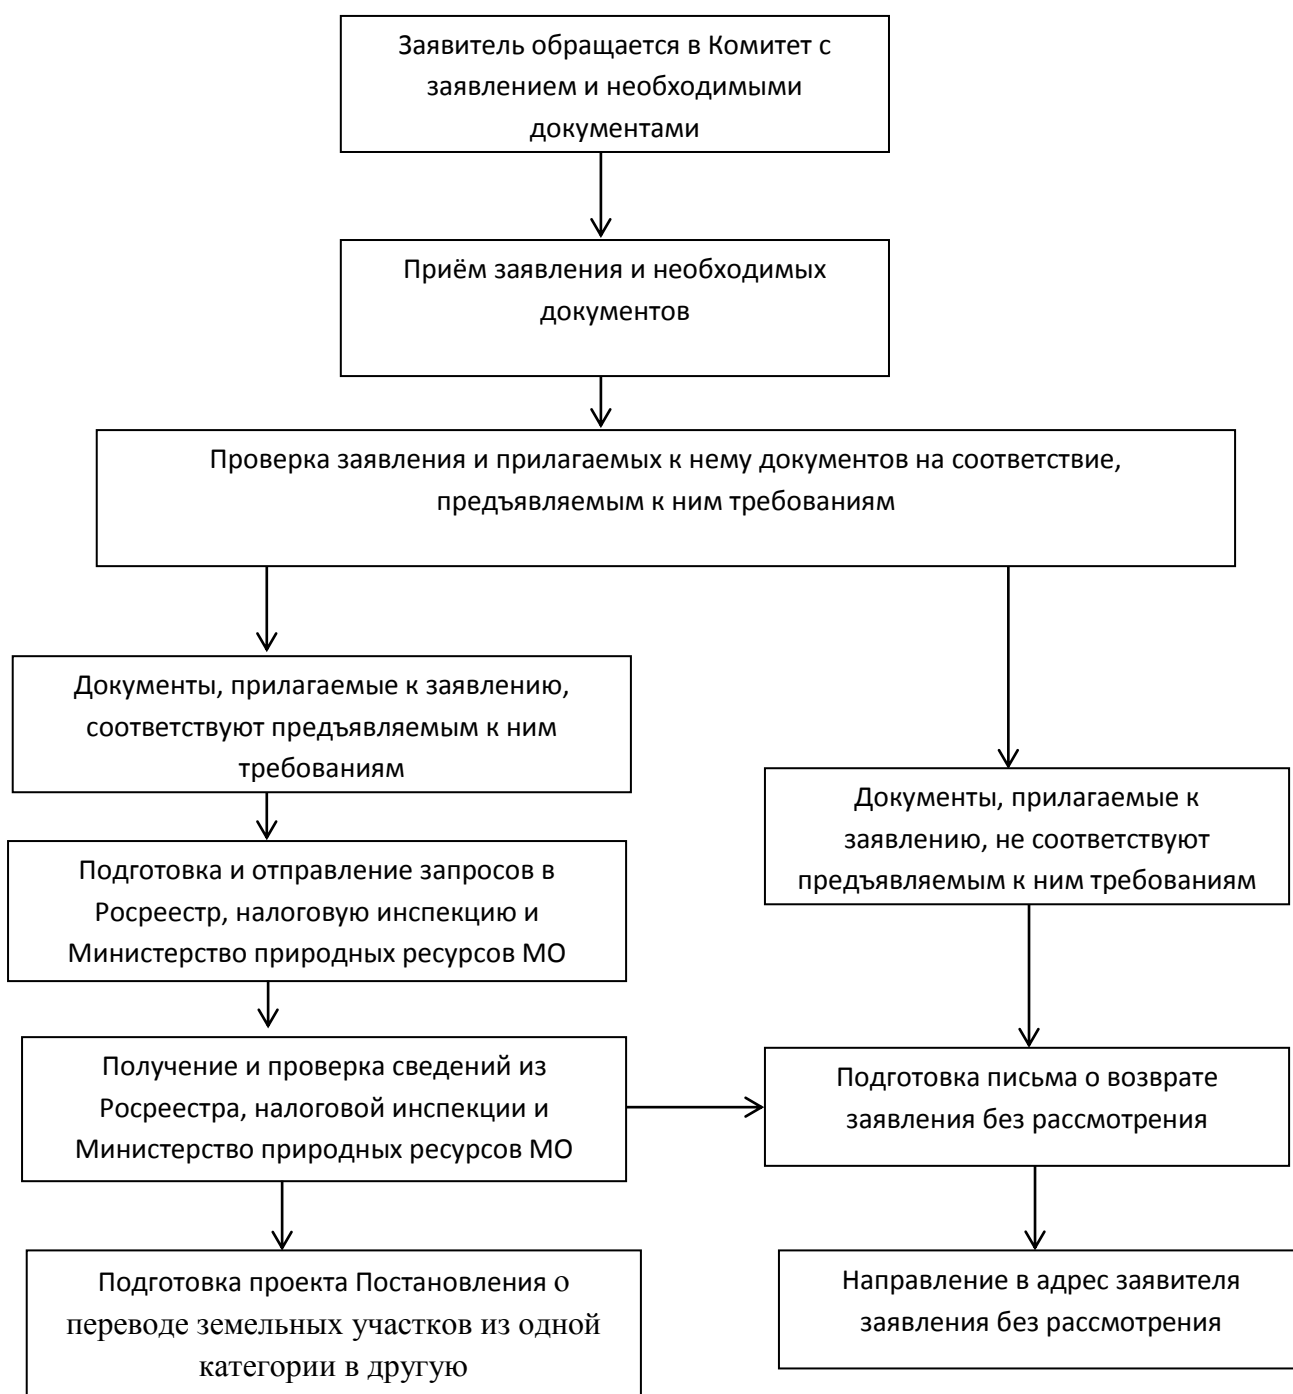 Заявитель обращается в Комитет с
заявлением и необходимыми
документами
Приём заявления и необходимых
документов
Проверка заявления и прилагаемых к нему документов на соответствие,
предъявляемым к ним требованиям
Документы, прилагаемые к заявлению,
соответствуют предъявляемым к ним
требованиям
Документы, прилагаемые к
заявлению, не соответствуют
предъявляемым к ним требованиям
Подготовка и отправление запросов в
Росреестр, налоговую инспекцию и
Министерство природных ресурсов МО
Получение и проверка сведений из
Росреестра, налоговой инспекции и
Министерство природных ресурсов МО
Подготовка письма о возврате
заявления без рассмотрения
Подготовка проекта Постановления о
переводе земельных участков из одной
категории в другую
Направление в адрес заявителя
заявления без рассмотрения